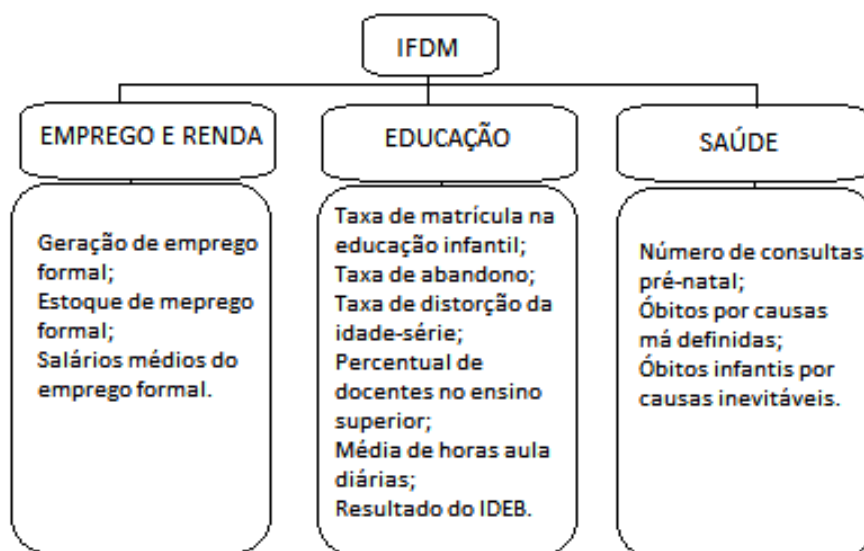 IFDM
EMPREGO E RENDA
Geração de emprego
formal;
Estoque de meprego
formal;
Salários médios do
emprego formal.
EDUCAÇÃO
Taxa de matrícula na
educação infantil;
Taxa de abandono;
Taxa de distorção da
idade-série;
Percentual de
docentes no ensino
superior;
Média de horas aula
diárias;
Resultado do IDEB.
SAÚDE
Número de consultas
pré-natal;
Óbitos por causas
má definidas;
Óbitos infantis por
causas inevitáveis.